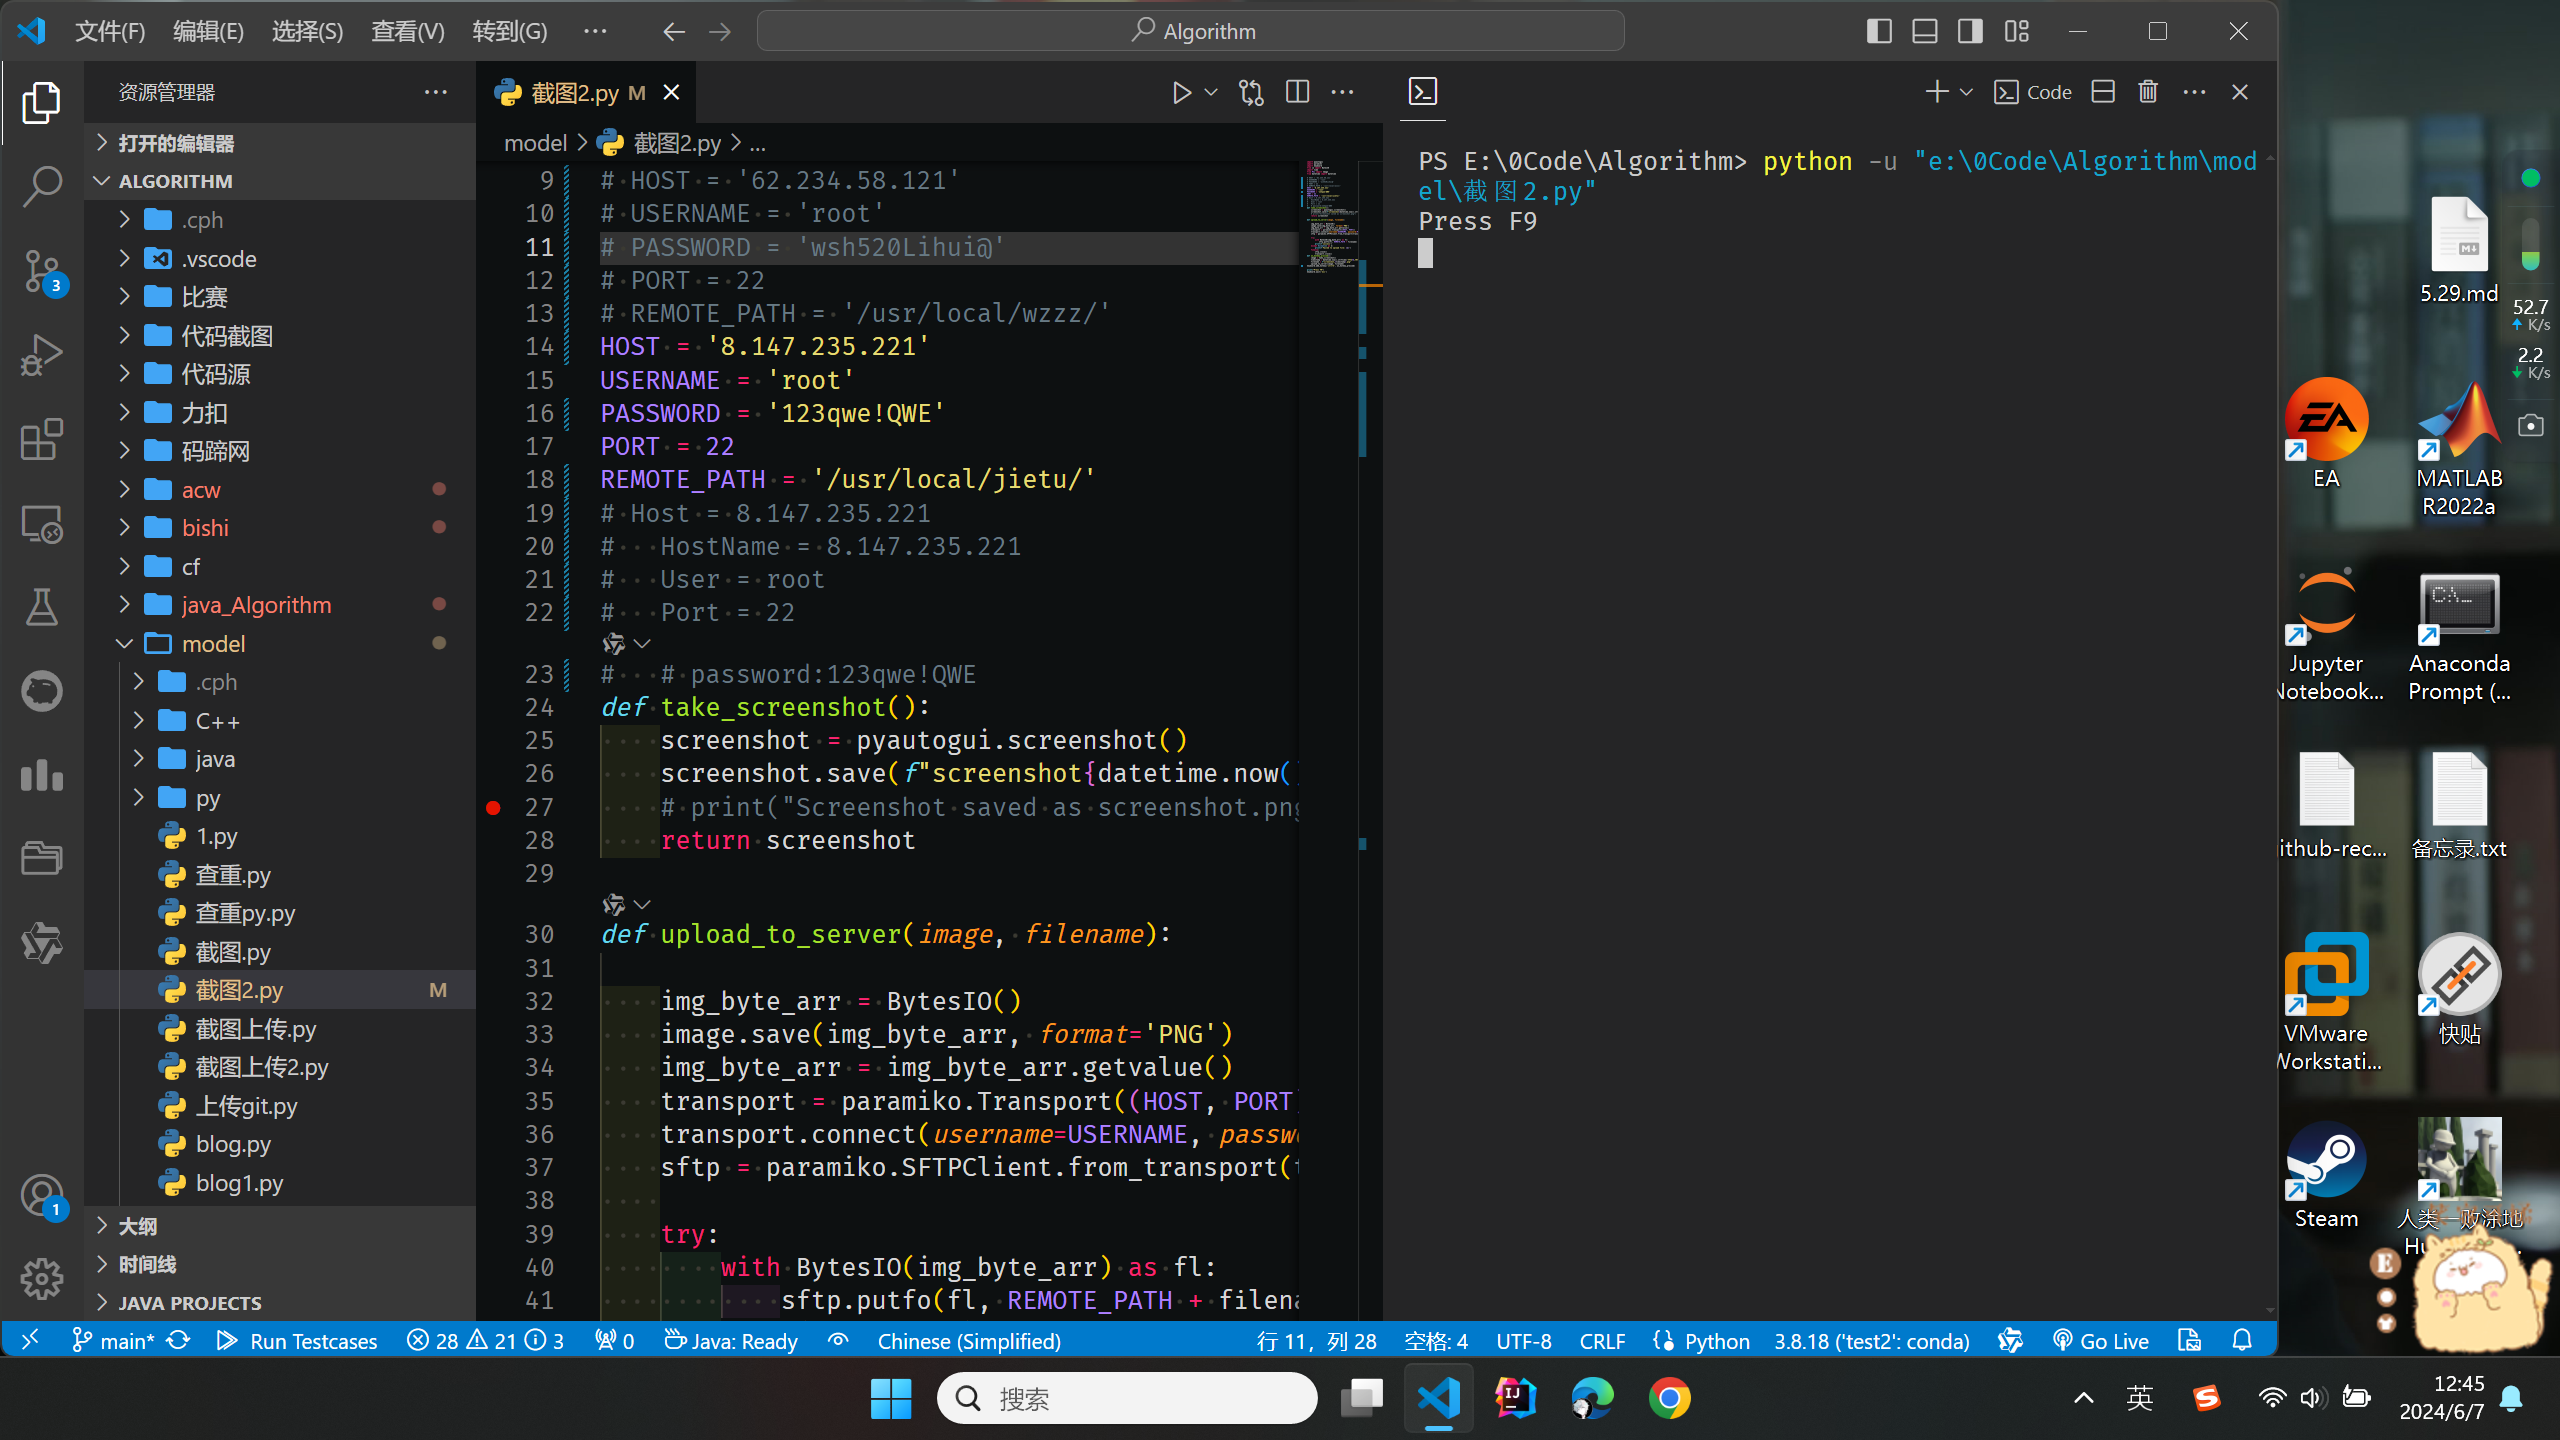 文件(F) 编辑(E) 选择(S) 查看(V) 转到(G) ··· Algorithm
资源管理器
打开的编辑器
ALGORITHM
.cph
.vscode
比赛
代码截图
代码源
力扣
码蹄网
acw
bishi
cf
java_Algorithm
model
.cph
C++
java
py
1.py
查重.py
查重py.py
截图.py
截图2.py M
截图上传.py
截图上传2.py
上传git.py
blog.py
blog1.py
大纲
时间线
JAVA PROJECTS
3
1
截图2.py M
model > 截图2.py > ...
9 # HOST = '62.234.58.121'
10 # USERNAME = 'root'
11 # PASSWORD = 'wsh520Lihui@'
12 # PORT = 22
13 # REMOTE_PATH = '/usr/local/wzzz/'
14 HOST = '8.147.235.221'
15 USERNAME = 'root'
16 PASSWORD = '123qwe!QWE'
17 PORT = 22
18 REMOTE_PATH = '/usr/local/jietu/'
19 # Host = 8.147.235.221
20 #   HostName = 8.147.235.221
21 #   User = root
22 #   Port = 22
23 #   # password:123qwe!QWE
24 def take_screenshot():
25     screenshot = pyautogui.screenshot()
26     screenshot.save(f"screenshot{datetime.now()
27     # print("Screenshot saved as screenshot.png
28     return screenshot
29
30 def upload_to_server(image, filename):
31
32     img_byte_arr = BytesIO()
33     image.save(img_byte_arr, format='PNG')
34     img_byte_arr = img_byte_arr.getvalue()
35     transport = paramiko.Transport((HOST, PORT)
36     transport.connect(username=USERNAME, passw
37     sftp = paramiko.SFTPClient.from_transport(t
38
39     try:
40         with BytesIO(img_byte_arr) as fl:
41             sftp.putfo(fl, REMOTE_PATH + filena
Code
PS E:\0Code\Algorithm> python -u "e:\0Code\Algorithm\mod
el\截图2.py"
Press F9
main* Run Testcases 28 21 3 0 Java: Ready Chinese (Simplified) 行 11，列 28 空格: 4 UTF-8 CRLF Python 3.8.18 ('test2': conda) Go Live
5.29.md
52.7
K/s
2.2
K/s
EA
EA
MATLAB
R2022a
Jupyter
Notebook...
C:\_
Anaconda
Prompt (...
ithub-rec...
备忘录.txt
VMware
Workstati...
快贴
Steam
人类一败涂地
E
搜索
IJ
英
12:45
2024/6/7